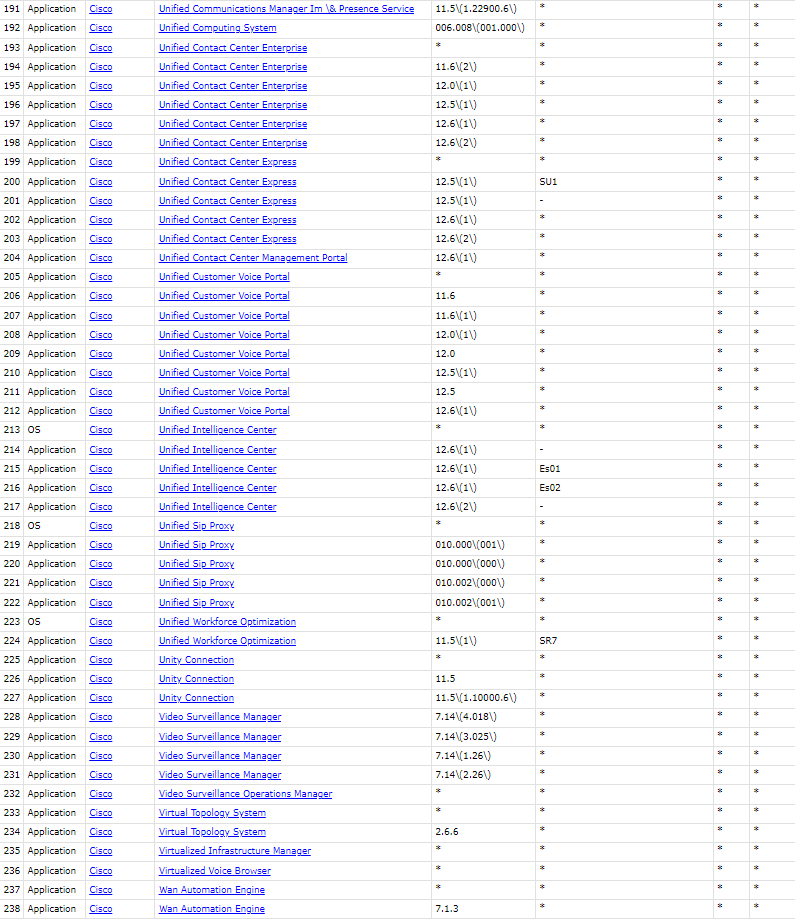 191 Application Cisco Unified Communications Manager Im \& Presence Service 11.5\(1.22900.6\) * * *
192 Application Cisco Unified Computing System 006.008\(001.000\) * * *
193 Application Cisco Unified Contact Center Enterprise * * * *
194 Application Cisco Unified Contact Center Enterprise 11.6\(2\) * * *
195 Application Cisco Unified Contact Center Enterprise 12.0\(1\) * * *
196 Application Cisco Unified Contact Center Enterprise 12.5\(1\) * * *
197 Application Cisco Unified Contact Center Enterprise 12.6\(1\) * * *
198 Application Cisco Unified Contact Center Enterprise 12.6\(2\) * * *
199 Application Cisco Unified Contact Center Express * * * *
200 Application Cisco Unified Contact Center Express 12.5\(1\) SU1 * *
201 Application Cisco Unified Contact Center Express 12.5\(1\) - * *
202 Application Cisco Unified Contact Center Express 12.6\(1\) * * *
203 Application Cisco Unified Contact Center Express 12.6\(2\) * * *
204 Application Cisco Unified Contact Center Management Portal 12.6\(1\) * * *
205 Application Cisco Unified Customer Voice Portal * * * *
206 Application Cisco Unified Customer Voice Portal 11.6 * * *
207 Application Cisco Unified Customer Voice Portal 11.6\(1\) * * *
208 Application Cisco Unified Customer Voice Portal 12.0\(1\) * * *
209 Application Cisco Unified Customer Voice Portal 12.0 * * *
210 Application Cisco Unified Customer Voice Portal 12.5\(1\) * * *
211 Application Cisco Unified Customer Voice Portal 12.5 * * *
212 Application Cisco Unified Customer Voice Portal 12.6\(1\) * * *
213 OS Cisco Unified Intelligence Center * * * *
214 Application Cisco Unified Intelligence Center 12.6\(1\) - * *
215 Application Cisco Unified Intelligence Center 12.6\(1\) Es01 * *
216 Application Cisco Unified Intelligence Center 12.6\(1\) Es02 * *
217 Application Cisco Unified Intelligence Center 12.6\(2\) - * *
218 OS Cisco Unified Sip Proxy * * * *
219 Application Cisco Unified Sip Proxy 010.000\(001\) * * *
220 Application Cisco Unified Sip Proxy 010.000\(000\) * * *
221 Application Cisco Unified Sip Proxy 010.002\(000\) * * *
222 Application Cisco Unified Sip Proxy 010.002\(001\) * * *
223 OS Cisco Unified Workforce Optimization * * * *
224 Application Cisco Unified Workforce Optimization 11.5\(1\) SR7 * *
225 Application Cisco Unity Connection * * * *
226 Application Cisco Unity Connection 11.5 * * *
227 Application Cisco Unity Connection 11.5\(1.10000.6\) * * *
228 Application Cisco Video Surveillance Manager 7.14\(4.018\) * * *
229 Application Cisco Video Surveillance Manager 7.14\(3.025\) * * *
230 Application Cisco Video Surveillance Manager 7.14\(1.26\) * * *
231 Application Cisco Video Surveillance Manager 7.14\(2.26\) * * *
232 Application Cisco Video Surveillance Operations Manager * * * *
233 Application Cisco Virtual Topology System * * * *
234 Application Cisco Virtual Topology System 2.6.6 * * *
235 Application Cisco Virtualized Infrastructure Manager * * * *
236 Application Cisco Virtualized Voice Browser * * * *
237 Application Cisco Wan Automation Engine * * * *
238 Application Cisco Wan Automation Engine 7.1.3 * * *